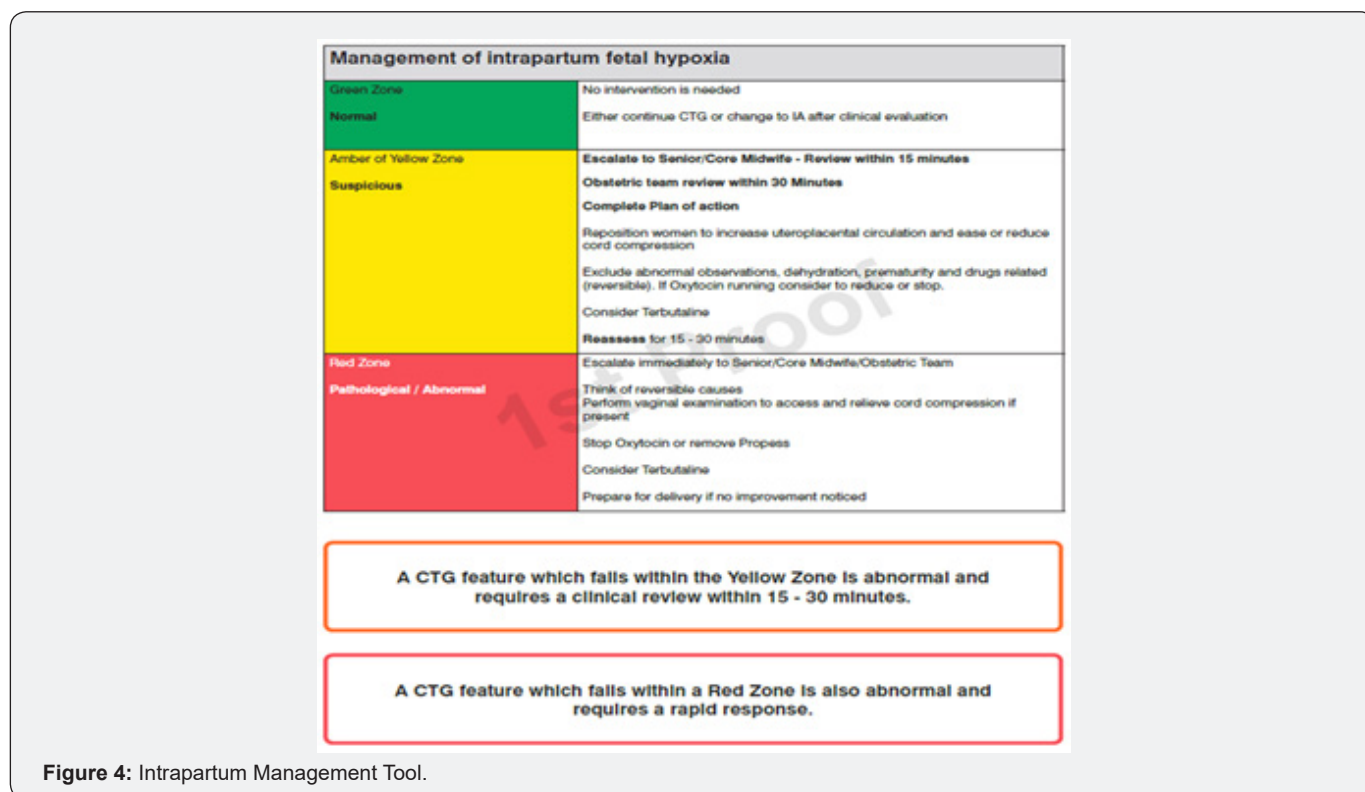 Management of intrapartum fetal hypoxia
Green Zone
Normal
No intervention is needed
Either continue CTG or change to IA after clinical evaluation
Amber of Yellow Zone
Suspicious
Escalate to Senior/Core Midwife - Review within 15 minutes
Obstetric team review within 30 Minutes
Complete Plan of action
Reposition women to increase uteroplacental circulation and ease or reduce
cord compression
Exclude abnormal observations, dehydration, prematurity and drugs related
(reversible). If Oxytocin running consider to reduce or stop.
Consider Terbutaline
Reassess for 15 - 30 minutes
Red Zone
Pathological / Abnormal
Escalate immediately to Senior/Core Midwife/Obstetric Team
Think of reversible causes
Perform vaginal examination to access and relieve cord compression if
present
Stop Oxytocin or remove Propess
Consider Terbutaline
Prepare for delivery if no improvement noticed
1st Proof
A CTG feature which falls within the Yellow Zone is abnormal and
requires a clinical review within 15 - 30 minutes.
A CTG feature which falls within a Red Zone is also abnormal and
requires a rapid response.
Figure 4: Intrapartum Management Tool.